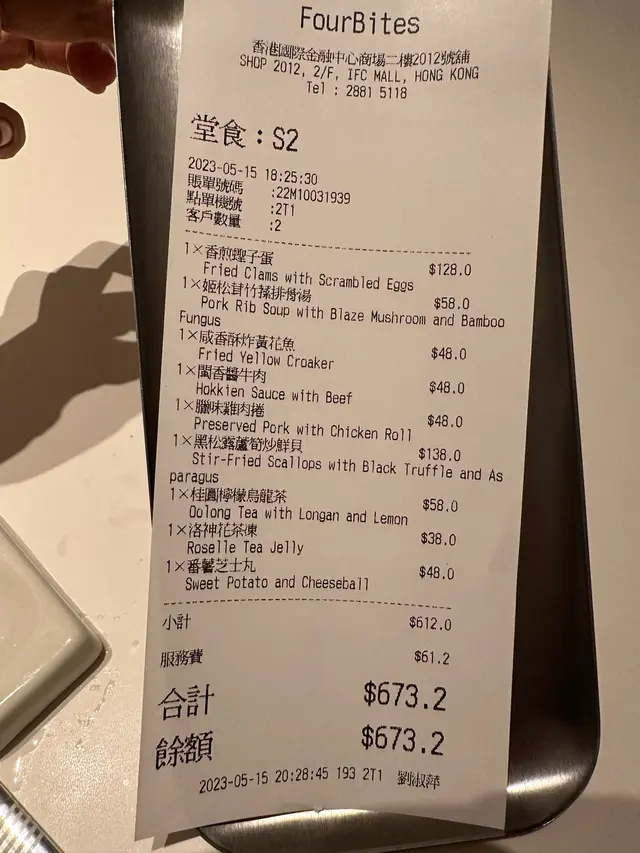 FourBites
香港國際金融中心商場二樓2012號舖
SHOP 2012, 2/F, IFC MALL, HONG KONG
Tel : 2881 5118
堂食：S2
2023-05-15 18:25:30
賬單號碼 :22M10031939
點單機號 :2T1
客戶數量 :2
1×香煎蟶子蛋 $128.0
Fried Clams with Scrambled Eggs
1×姬松茸竹蓀排骨湯 $58.0
Pork Rib Soup with Blaze Mushroom and Bamboo
Fungus
1×咸香酥炸黃花魚 $48.0
Fried Yellow Croaker
1×閩香醬牛肉 $48.0
Hokkien Sauce with Beef
1×臘味雞肉捲 $48.0
Preserved Pork with Chicken Roll
1×黑松露蘆筍炒鮮貝 $138.0
Stir-Fried Scallops with Black Truffle and As
paragus
1×桂圓檸檬烏龍茶 $58.0
Oolong Tea with Longan and Lemon
1×洛神花茶凍 $38.0
Roselle Tea Jelly
1×番薯芝士丸 $48.0
Sweet Potato and Cheeseball
小計 $612.0
服務費 $61.2
合計 $673.2
餘額 $673.2
2023-05-15 20:28:45 193 2T1 劉淑萍